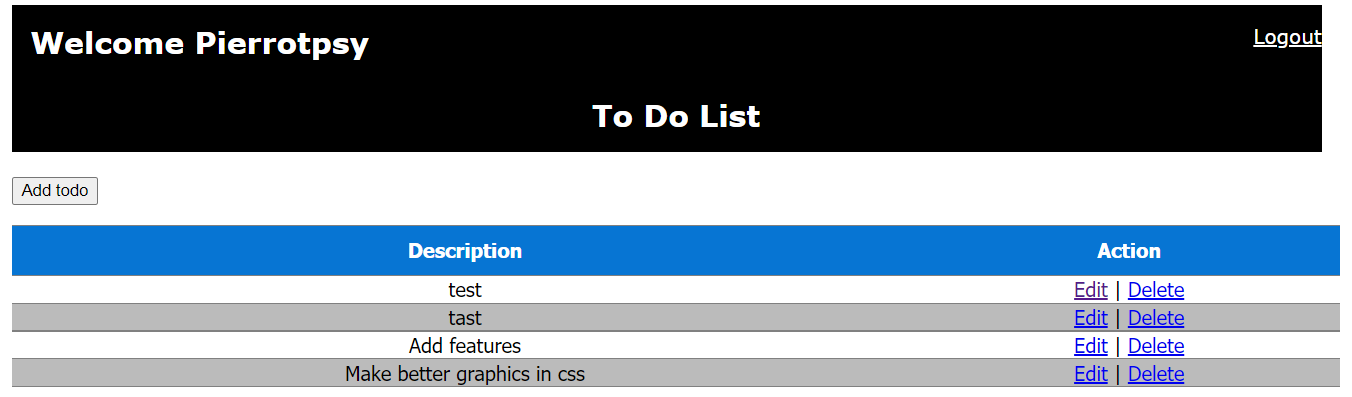 Welcome Pierrotpsy Logout
To Do List
Add todo
Description Action
test Edit | Delete
tast Edit | Delete
Add features Edit | Delete
Make better graphics in css Edit | Delete